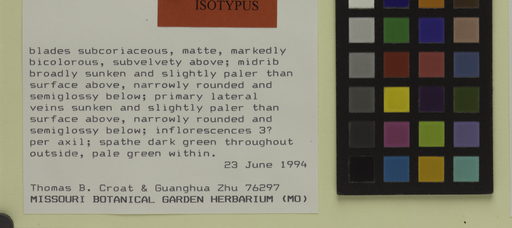 ISOTYPUS
blades subcoriaceous, matte, markedly
bicolorous, subvelvety above; midrib
broadly sunken and slightly paler than
surface above, narrowly rounded and
semiglossy below; primary lateral
veins sunken and slightly paler than
surface above, narrowly rounded and
semiglossy below; inflorescences 3?
per axil; spathe dark green throughout
outside, pale green within.
23 June 1994
Thomas B. Croat & Guanghua Zhu 76297
MISSOURI BOTANICAL GARDEN HERBARIUM (MO)